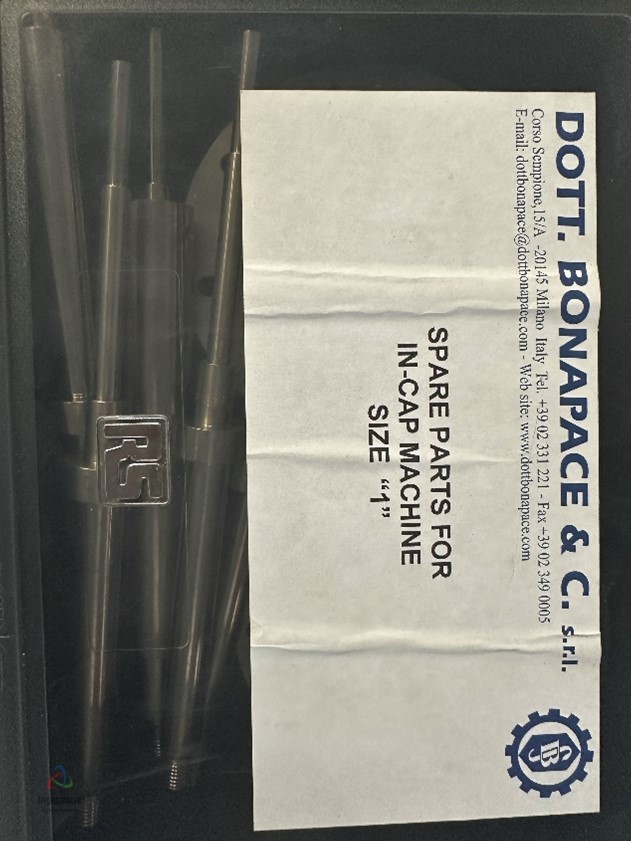 DOTT. BONAPACE & C. s.r.l.
Corso Sempione,15/A -20145 Milano Italy Tel. +39 02 331 221 - Fax +39 02 349 0005
E-mail: dottbonapace@dottbonapace.com - Web site: www.dottbonapace.com
SPARE PARTS FOR
IN-CAP MACHINE
SIZE “1”
RS